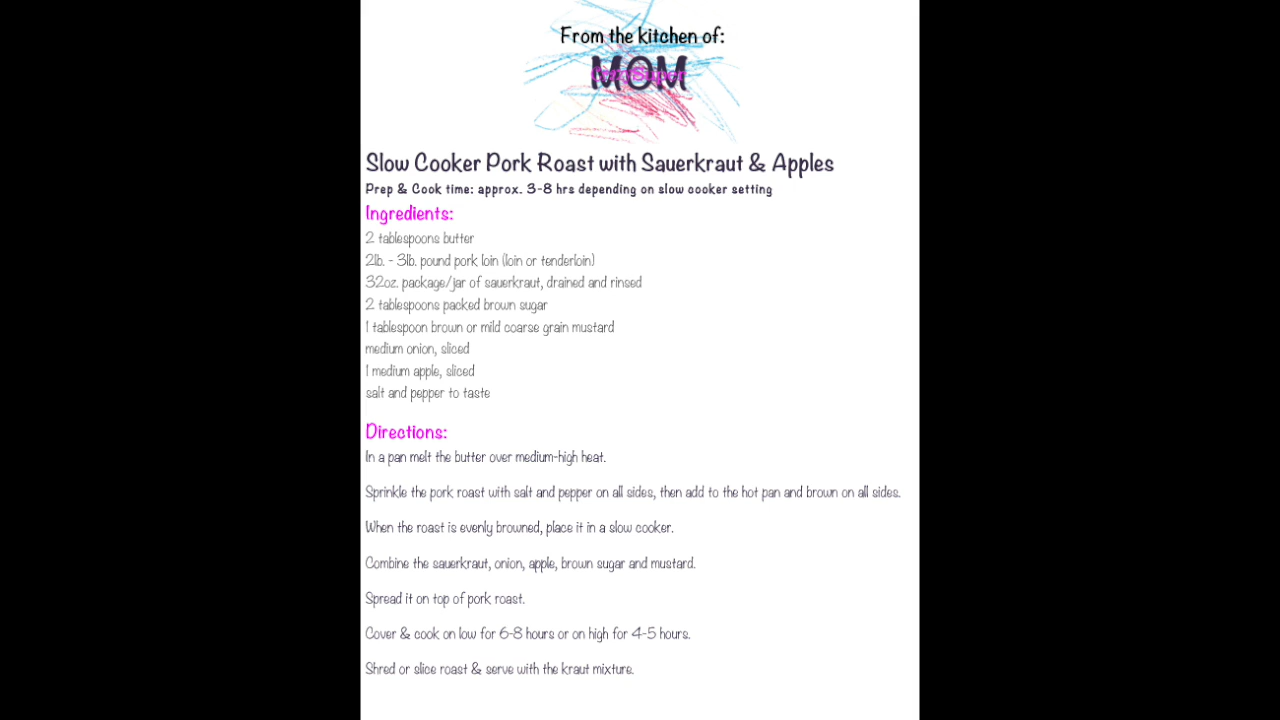 From the kitchen of:
MOM
Slow Cooker Pork Roast with Sauerkraut & Apples
Prep & Cook time: approx. 3-8 hrs depending on slow cooker setting
Ingredients:
2 tablespoons butter
2lb. - 3lb. pound pork loin (loin or tenderloin)
32oz. package/jar of sauerkraut, drained and rinsed
2 tablespoons packed brown sugar
1 tablespoon brown or mild coarse grain mustard
medium onion, sliced
1 medium apple, sliced
salt and pepper to taste
Directions:
In a pan melt the butter over medium-high heat.
Sprinkle the pork roast with salt and pepper on all sides, then add to the hot pan and brown on all sides.
When the roast is evenly browned, place it in a slow cooker.
Combine the sauerkraut, onion, apple, brown sugar and mustard.
Spread it on top of pork roast.
Cover & cook on low for 6-8 hours or on high for 4-5 hours.
Shred or slice roast & serve with the kraut mixture.